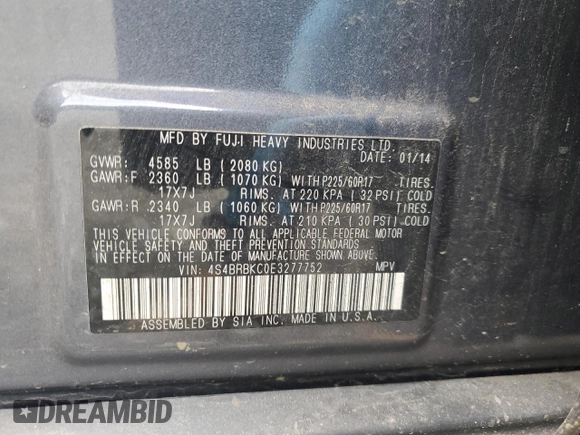 MFD BY FUJI HEAVY INDUSTRIES LTD.
GVWR: 4585 LB ( 2080 KG) DATE: 01/14
GAWR:F 2360 LB ( 1070 KG) WITH P225/60R17 TIRES.
17X7J RIMS. AT 220 KPA ( 32 PSI) COLD
GAWR:R .2340 LB ( 1060 KG) WITH P225/60R17 TIRES.
17X7J RIMS. AT 210 KPA ( 30 PSI) COLD
THIS VEHICLE CONFORMS TO ALL APPLICABLE FEDERAL MOTOR
VEHICLE SAFETY AND THEFT PREVENTION STANDARDS
IN EFFECT ON THE DATE OF MANUFACTURE SHOWN ABOVE.
VIN: 4S4BRBKC0E3277752 MPV
ASSEMBLED BY SIA INC. MADE IN U.S.A.
DREAMBID